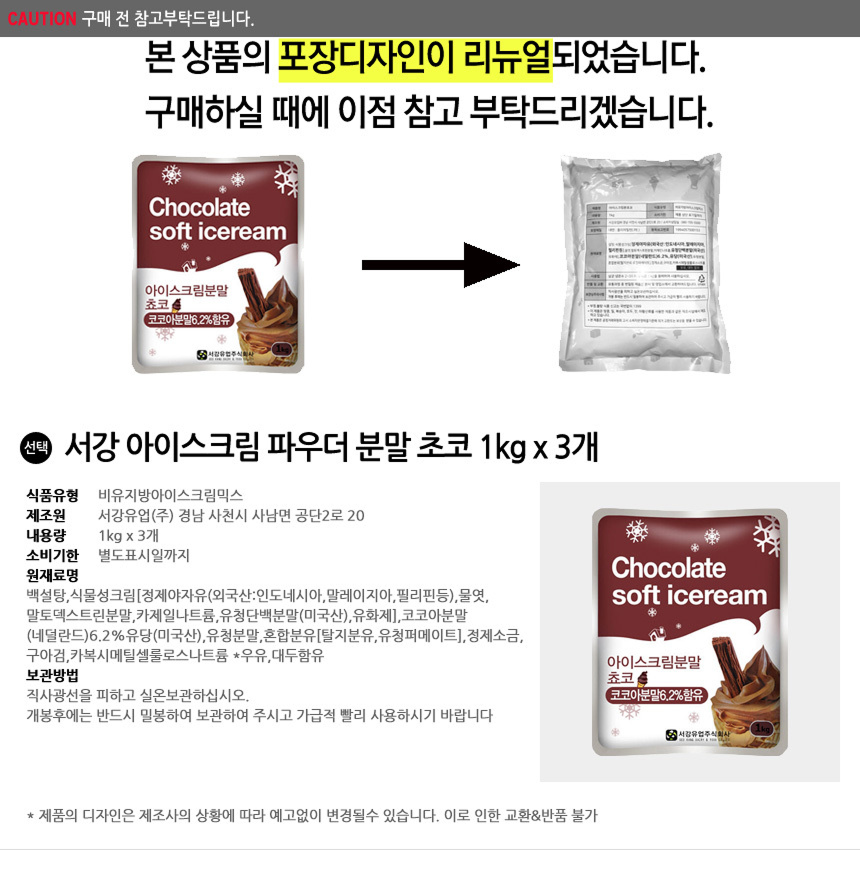 CAUTION 구매 전 참고부탁드립니다.
본 상품의 포장디자인이 리뉴얼되었습니다.
구매하실 때에 이점 참고 부탁드리겠습니다.
Chocolate
soft iceream
아이스크림분말
쵸코
코코아분말6.2%함유
서강유업주식회사
1kg
선택 서강 아이스크림 파우더 분말 초코 1kg x 3개
식품유형 비유지방아이스크림믹스
제조원 서강유업(주) 경남 사천시 사남면 공단2로 20
내용량 1kg x 3개
소비기한 별도표시일까지
원재료명
백설탕,식물성크림[정제야자유(외국산:인도네시아,말레이지아,필리핀등),물엿,
말토덱스트린분말,카제일나트륨,유청단백분말(미국산),유화제],코코아분말
(네덜란드)6.2%유당(미국산),유청분말,혼합분유[탈지분유,유청퍼메이트],정제소금,
구아검,카복시메틸셀룰로스나트륨 *우유,대두함유
보관방법
직사광선을 피하고 실온보관하십시오.
개봉후에는 반드시 밀봉하여 보관하여 주시고 가급적 빨리 사용하시기 바랍니다
Chocolate
soft iceream
아이스크림분말
쵸코
코코아분말6.2%함유
서강유업주식회사
1kg
* 제품의 디자인은 제조사의 상황에 따라 예고없이 변경될수 있습니다. 이로 인한 교환&반품 불가